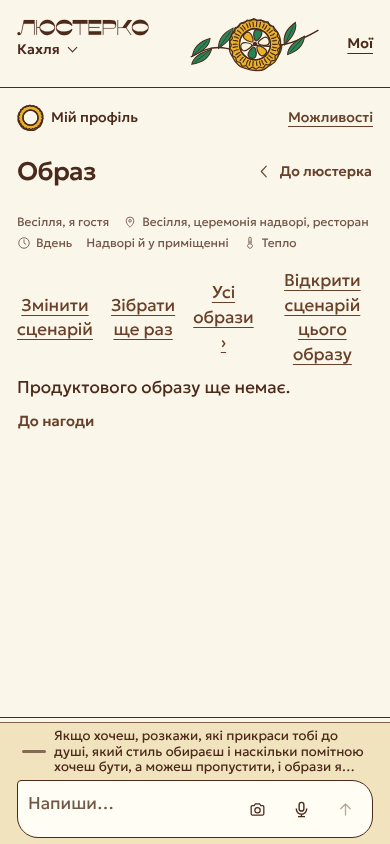 ЛЮСТЕРКО
Кахля
Мої
Мій профіль
Можливості
Образ
До люстерка
Весілля, я гостя Весілля, церемонія надворі, ресторан
Вдень Надворі й у приміщенні Тепло
Змінити сценарій
Зібрати ще раз
Усі образи ›
Відкрити сценарій цього образу
Продуктового образу ще немає.
До нагоди
Якщо хочеш, розкажи, які прикраси тобі до
душі, який стиль обираєш і наскільки помітною
хочеш бути, а можеш пропустити, і образи я…
Напиши…